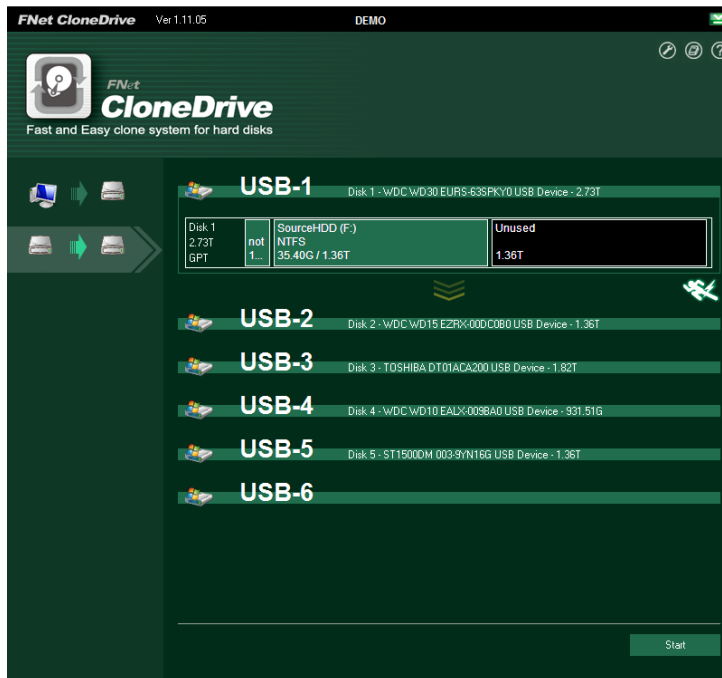 FNet CloneDrive Ver 1.11.05 DEMO
FNet
CloneDrive
Fast and Easy clone system for hard disks
USB-1 Disk 1 - WDC WD30 EURS-63SPKY0 USB Device - 2.73T
Disk 1
2.73T
GPT
not
1...
SourceHDD (F:)
NTFS
35.40G / 1.36T
Unused
1.36T
USB-2 Disk 2 - WDC WD15 EZRX-00DC0B0 USB Device - 1.36T
USB-3 Disk 3 - TOSHIBA DT01ACA200 USB Device - 1.82T
USB-4 Disk 4 - WDC WD10 EALX-009BA0 USB Device - 931.51G
USB-5 Disk 5 - ST1500DM 003-9YN16G USB Device - 1.36T
USB-6
Start